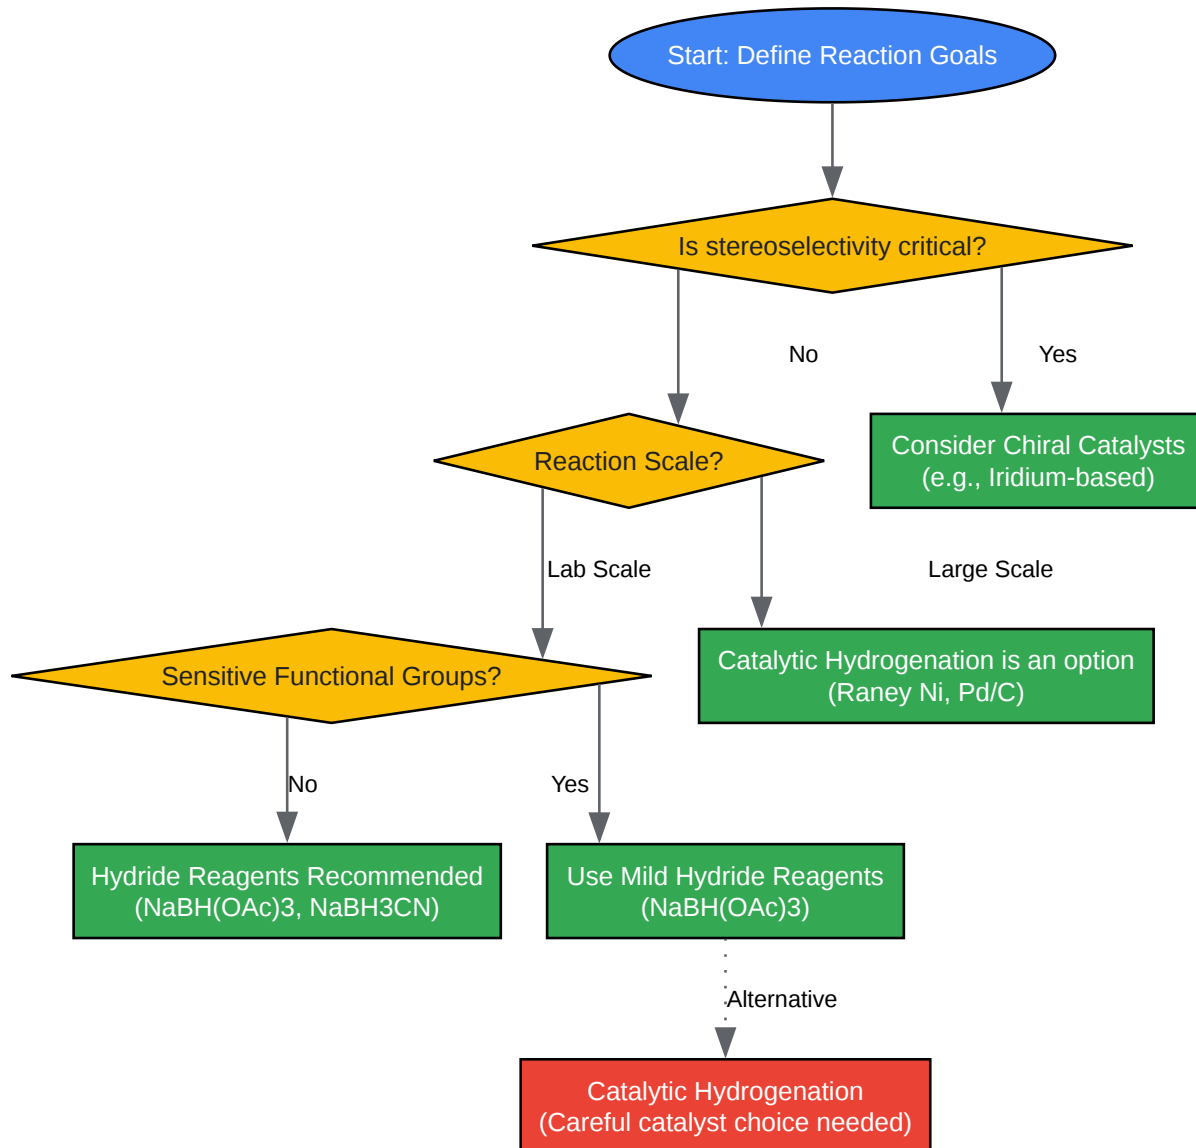 Start: Define Reaction Goals
Is stereoselectivity critical?
No
Yes
Reaction Scale?
Consider Chiral Catalysts
(e.g., Iridium-based)
Lab Scale
Large Scale
Sensitive Functional Groups?
Catalytic Hydrogenation is an option
(Raney Ni, Pd/C)
No
Yes
Hydride Reagents Recommended
(NaBH(OAc)3, NaBH3CN)
Use Mild Hydride Reagents
(NaBH(OAc)3)
Alternative
Catalytic Hydrogenation
(Careful catalyst choice needed)